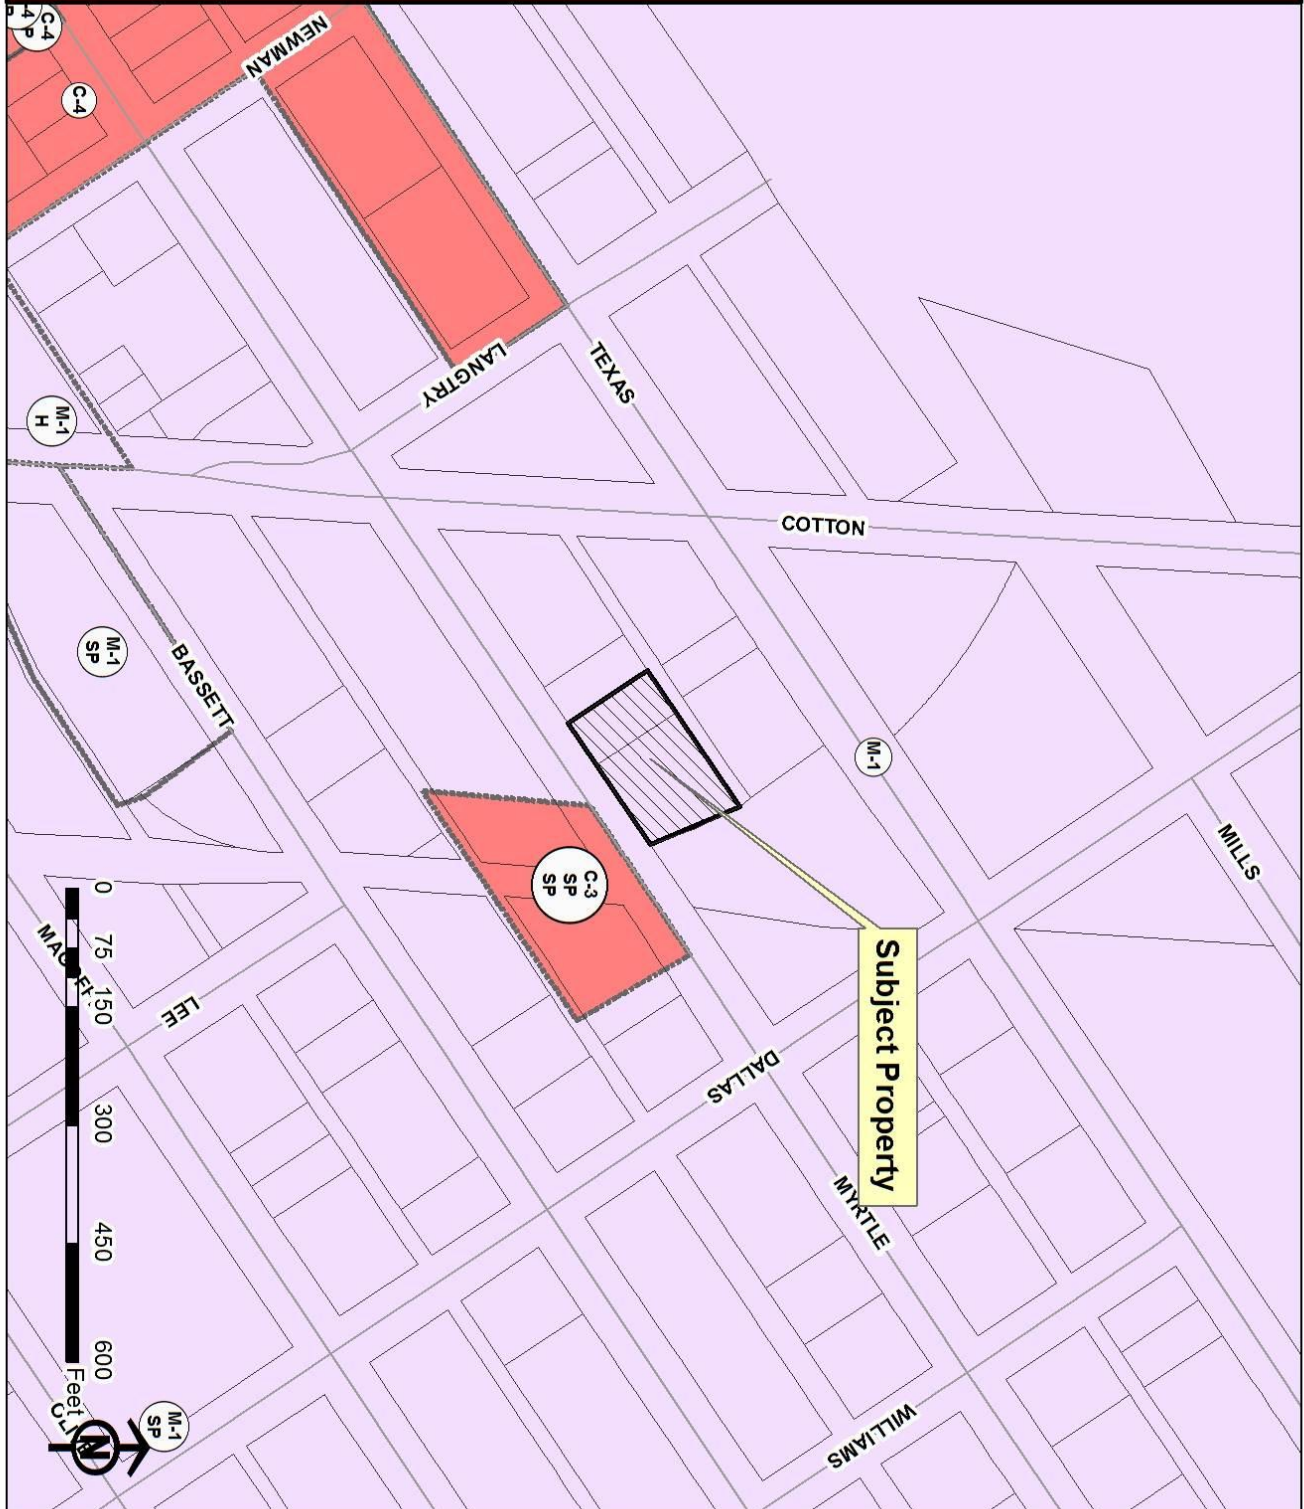 NEWMAN
C-4
P
C-4
LANGTRY
TEXAS
M-1
H
COTTON
M-1
SP
BASSETT
M-1
MILLS
C-3
SP
SP
Subject Property
LEE
DALLAS
MYRTLE
WILLIAMS
0 75 150 300 450 600
Feet
M-1
SP
N